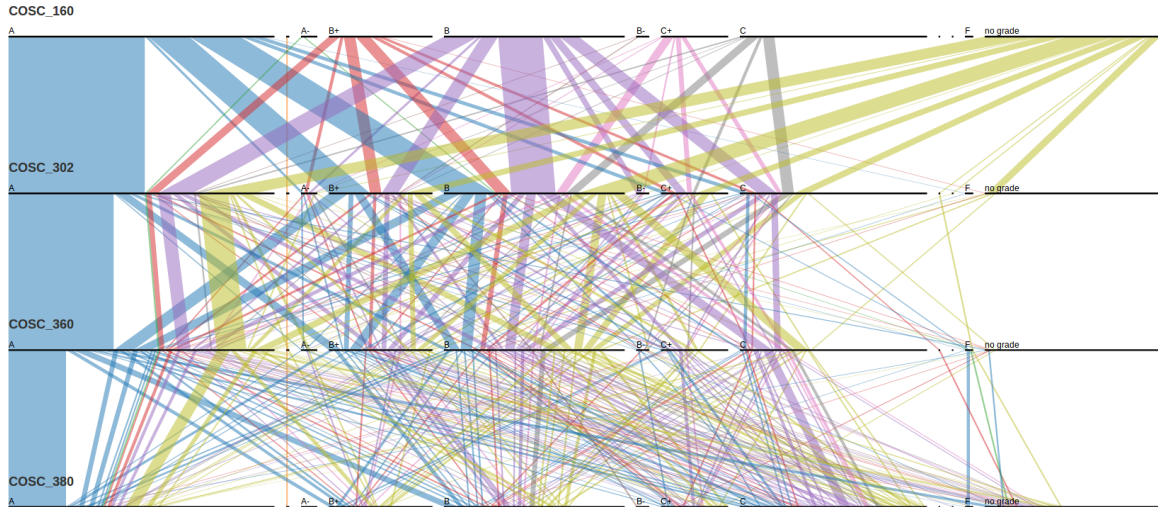 COSC_160
A A- B+ B B- C+ C F no grade
COSC_302
A A- B+ B B- C+ C F no grade
COSC_360
A A- B+ B B- C+ C F no grade
COSC_380
A A- B+ B B- C+ C F no grade